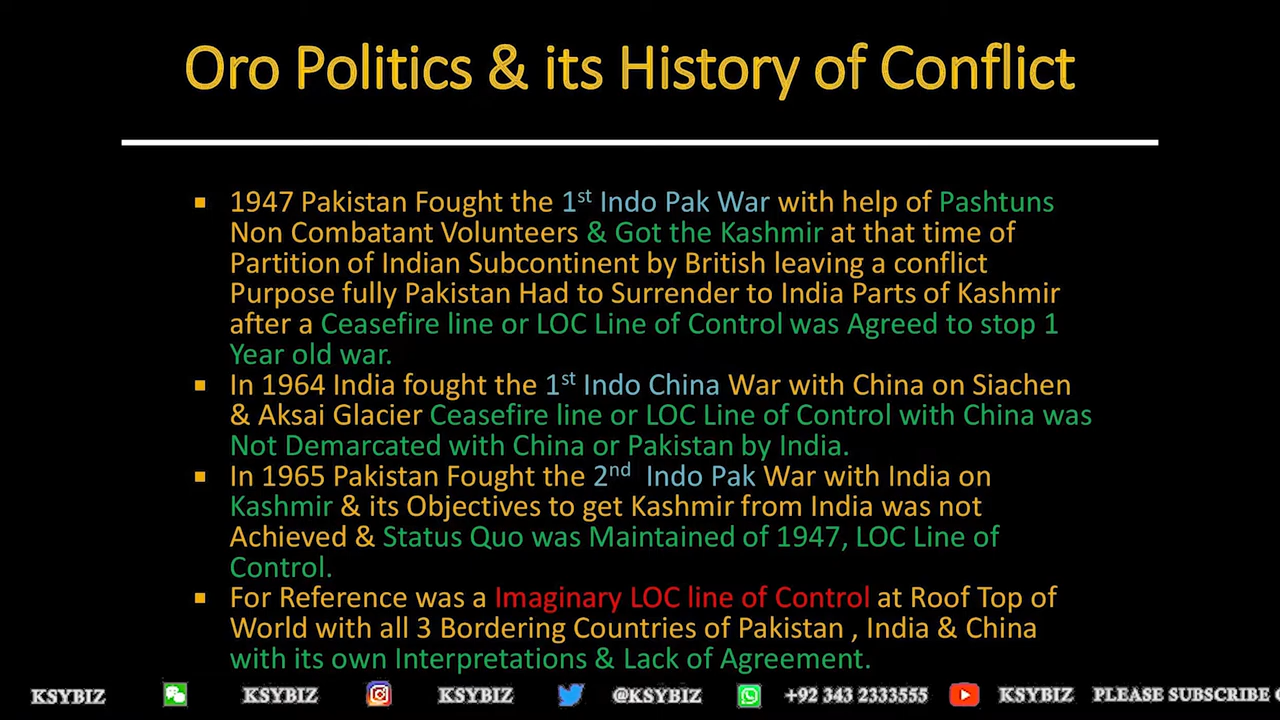 Oro Politics & its History of Conflict
1947 Pakistan Fought the 1st Indo Pak War with help of Pashtuns
Non Combatant Volunteers & Got the Kashmir at that time of
Partition of Indian Subcontinent by British leaving a conflict
Purpose fully Pakistan Had to Surrender to India Parts of Kashmir
after a Ceasefire line or LOC Line of Control was Agreed to stop 1
Year old war.
In 1964 India fought the 1st Indo China War with China on Siachen
& Aksai Glacier Ceasefire line or LOC Line of Control with China was
Not Demarcated with China or Pakistan by India.
In 1965 Pakistan Fought the 2nd Indo Pak War with India on
Kashmir & its Objectives to get Kashmir from India was not
Achieved & Status Quo was Maintained of 1947, LOC Line of
Control.
For Reference was a Imaginary LOC line of Control at Roof Top of
World with all 3 Bordering Countries of Pakistan , India & China
with its own Interpretations & Lack of Agreement.
KSYBIZ KSYBIZ KSYBIZ @KSYBIZ +92 343 2333555 KSYBIZ PLEASE SUBSCRIBE